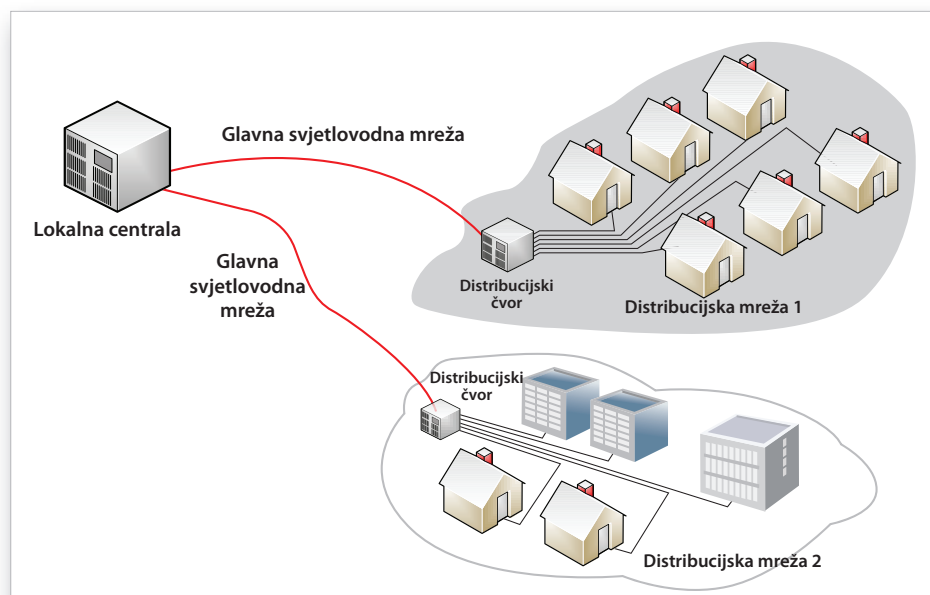 Glavna svjetlovodna mreža
Lokalna centrala
Glavna
svjetlovodna
mreža
Distribucijski
čvor
Distribucijska mreža 1
Distribucijski
čvor
Distribucijska mreža 2